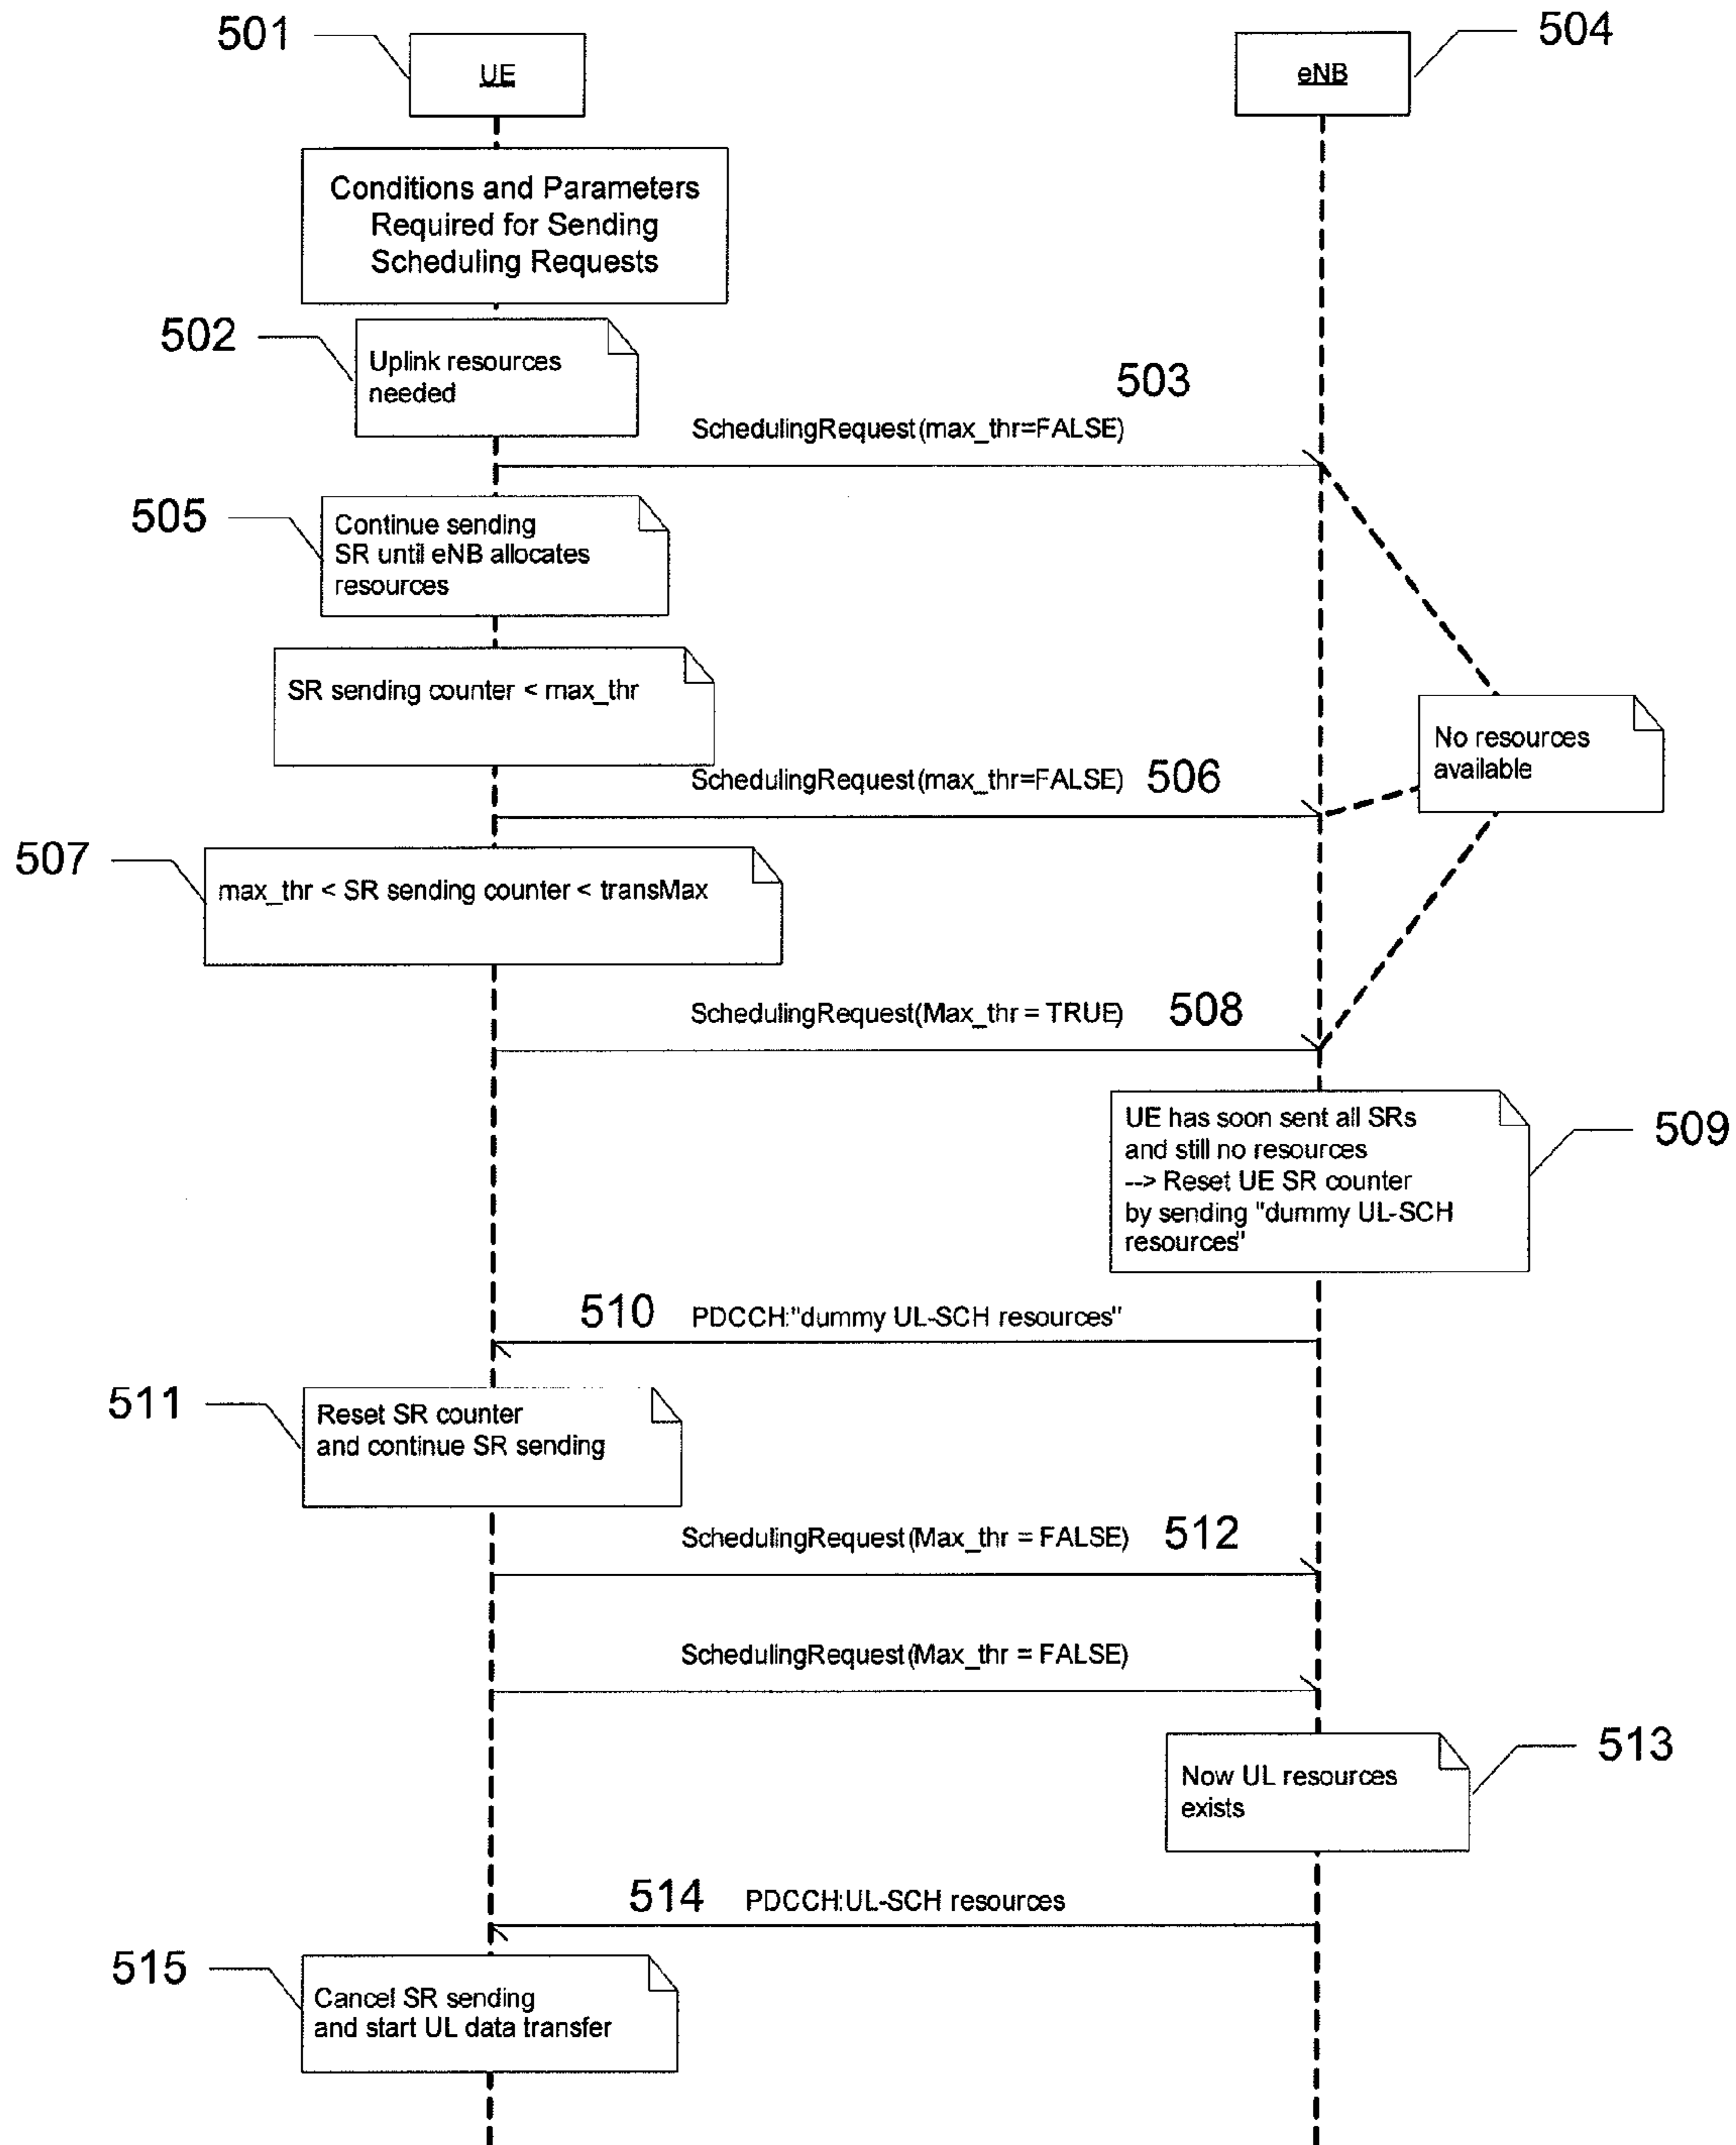 501
504
UE
eNB
Conditions and Parameters
Required for Sending
Scheduling Requests
502
Uplink resources
needed
503
SchedulingRequest(max_thr=FALSE)
505
Continue sending
SR until eNB allocates
resources
SR sending counter < max_thr
No resources
available
SchedulingRequest(max_thr=FALSE) 506
507
max_thr < SR sending counter < transMax
SchedulingRequest(Max_thr = TRUE) 508
UE has soon sent all SRs
and still no resources
--> Reset UE SR counter
by sending "dummy UL-SCH
resources"
509
510 PDCCH:"dummy UL-SCH resources"
511
Reset SR counter
and continue SR sending
SchedulingRequest(Max_thr = FALSE) 512
SchedulingRequest(Max_thr = FALSE)
513
Now UL resources
exists
514 PDCCH:UL-SCH resources
515
Cancel SR sending
and start UL data transfer